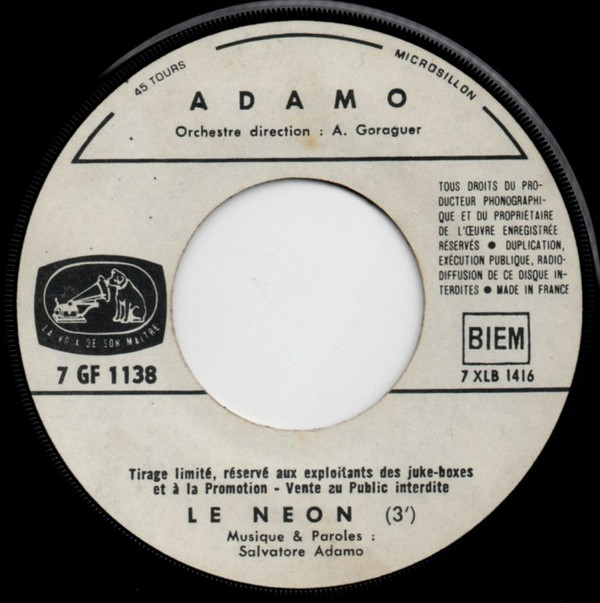 45 TOURS
MICROSILLON
ADAMO
Orchestre direction : A. Goraguer
TOUS DROITS DU PRO-
DUCTEUR PHONOGRAPHI-
QUE ET DU PROPRIÉTAIRE
DE L'ŒUVRE ENREGISTRÉE
RÉSERVÉS ● DUPLICATION,
EXÉCUTION PUBLIQUE, RADIO-
DIFFUSION DE CE DISQUE IN-
TERDITES ● MADE IN FRANCE
LA VOIX DE SON MAITRE
7 GF 1138
BIEM
7 XLB 1416
Tirage limité, réservé aux exploitants des juke-boxes
et à la Promotion - Vente au Public interdite
LE NEON (3')
Musique & Paroles :
Salvatore Adamo